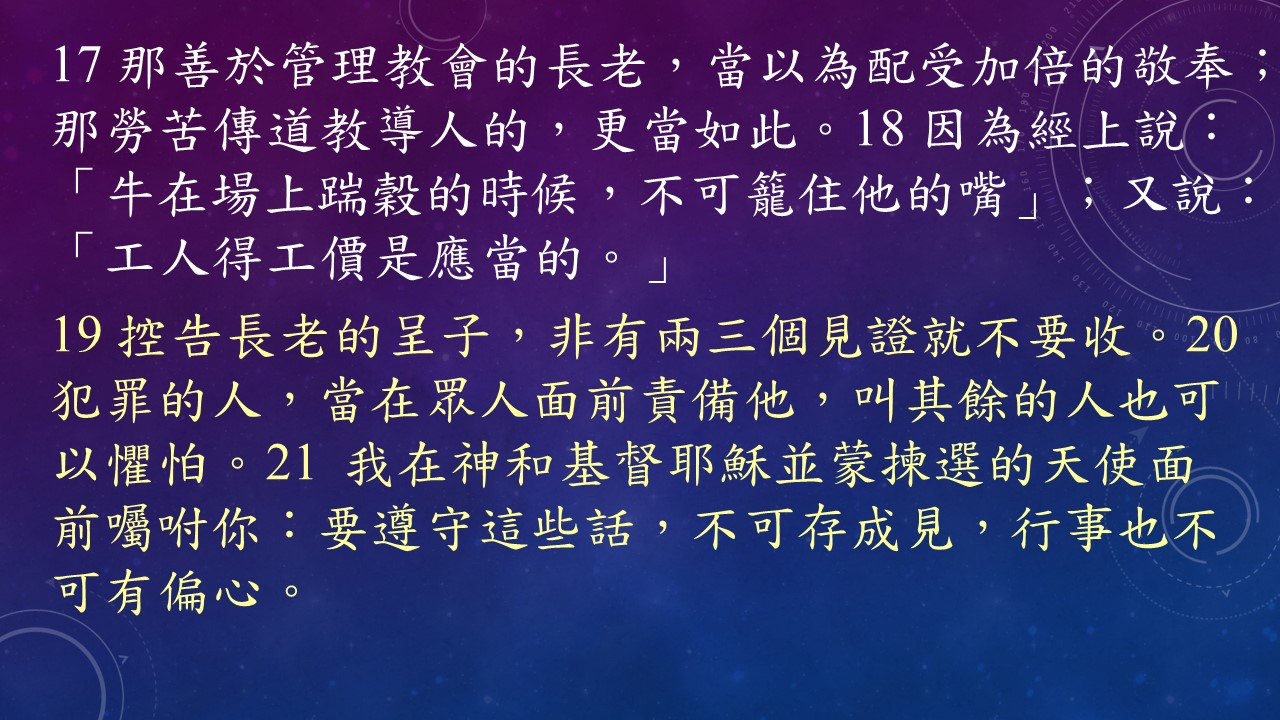 17 那善於管理教會的長老，當以為配受加倍的敬奉；
那勞苦傳道教導人的，更當如此。18 因為經上說：
「牛在場上踹穀的時候，不可籠住他的嘴」；又說：
「工人得工價是應當的。」
19 控告長老的呈子，非有兩三個見證就不要收。20
犯罪的人，當在眾人面前責備他，叫其餘的人也可
以懼怕。21 我在神和基督耶穌並蒙揀選的天使面
前囑咐你：要遵守這些話，不可存成見，行事也不
可有偏心。